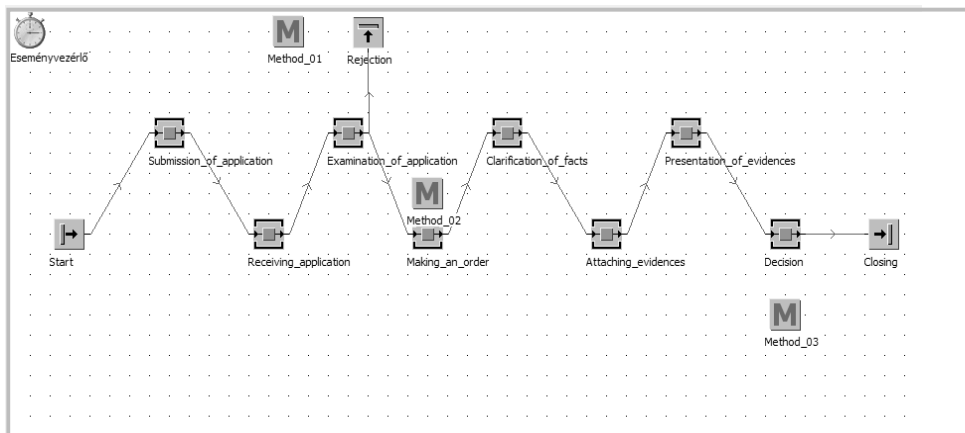 M
M
Eseményvezérlő
Method_01
Rejection
Submission_of_application
Examination_of_application
Clarification_of_facts
Presentation_of_evidences
M
Method_02
Start
Receiving_application
Making_an_order
Attaching_evidences
Decision
Closing
Method_03